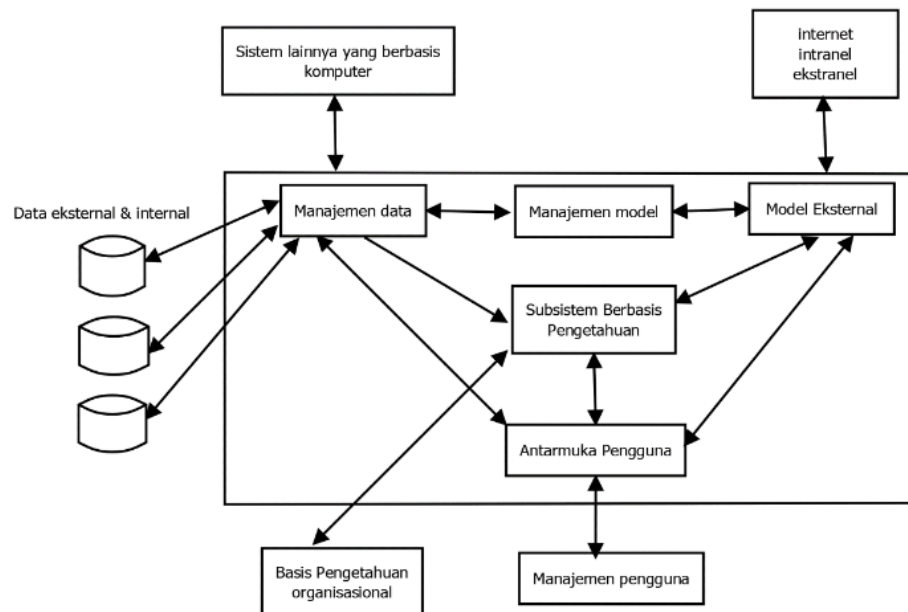 Sistem lainnya yang berbasis
komputer
internet
intranel
ekstranel
Data eksternal & internal
Manajemen data
Manajemen model
Model Eksternal
Subsistem Berbasis
Pengetahuan
Antarmuka Pengguna
Basis Pengetahuan
organisasional
Manajemen pengguna